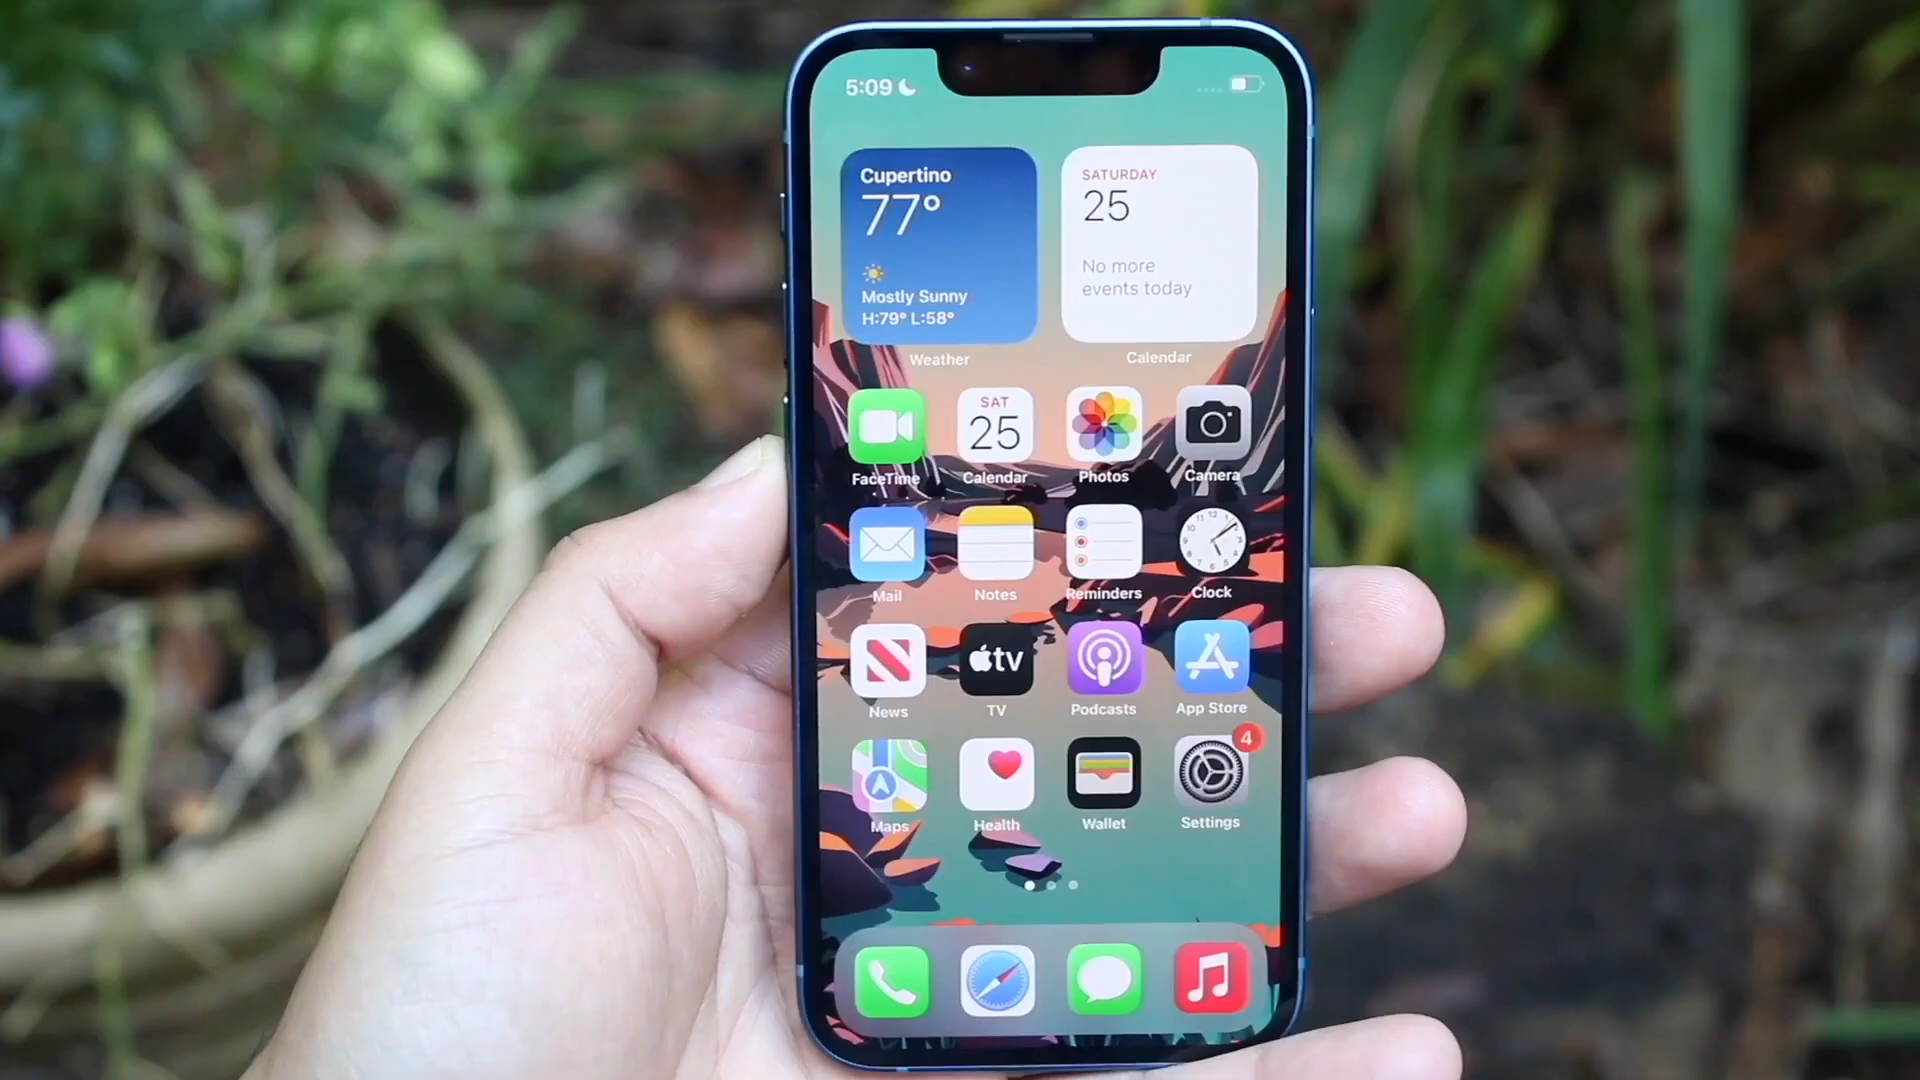 5:09
Cupertino
77°
Mostly Sunny
H:79° L:58°
Weather
SATURDAY
25
No more
events today
Calendar
FaceTime
SAT
25
Calendar
Photos
Camera
Mail
Notes
Reminders
Clock
News
tv
TV
Podcasts
App Store
Maps
Health
Wallet
4
Settings